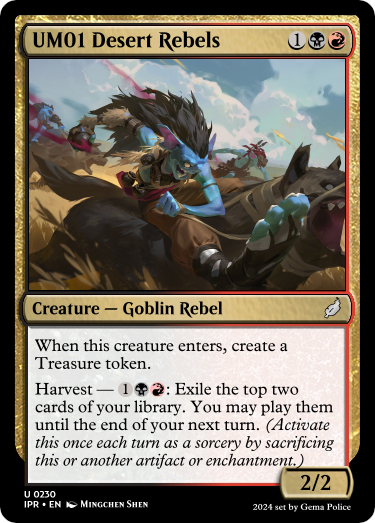 UM01 Desert Rebels 1
Creature — Goblin Rebel
When this creature enters, create a
Treasure token.
Harvest — 1: Exile the top two
cards of your library. You may play them
until the end of your next turn. (Activate
this once each turn as a sorcery by sacrificing
this or another artifact or enchantment.)
2/2
U 0230
IPR • EN Mingchen Shen
2024 set by Gema Police